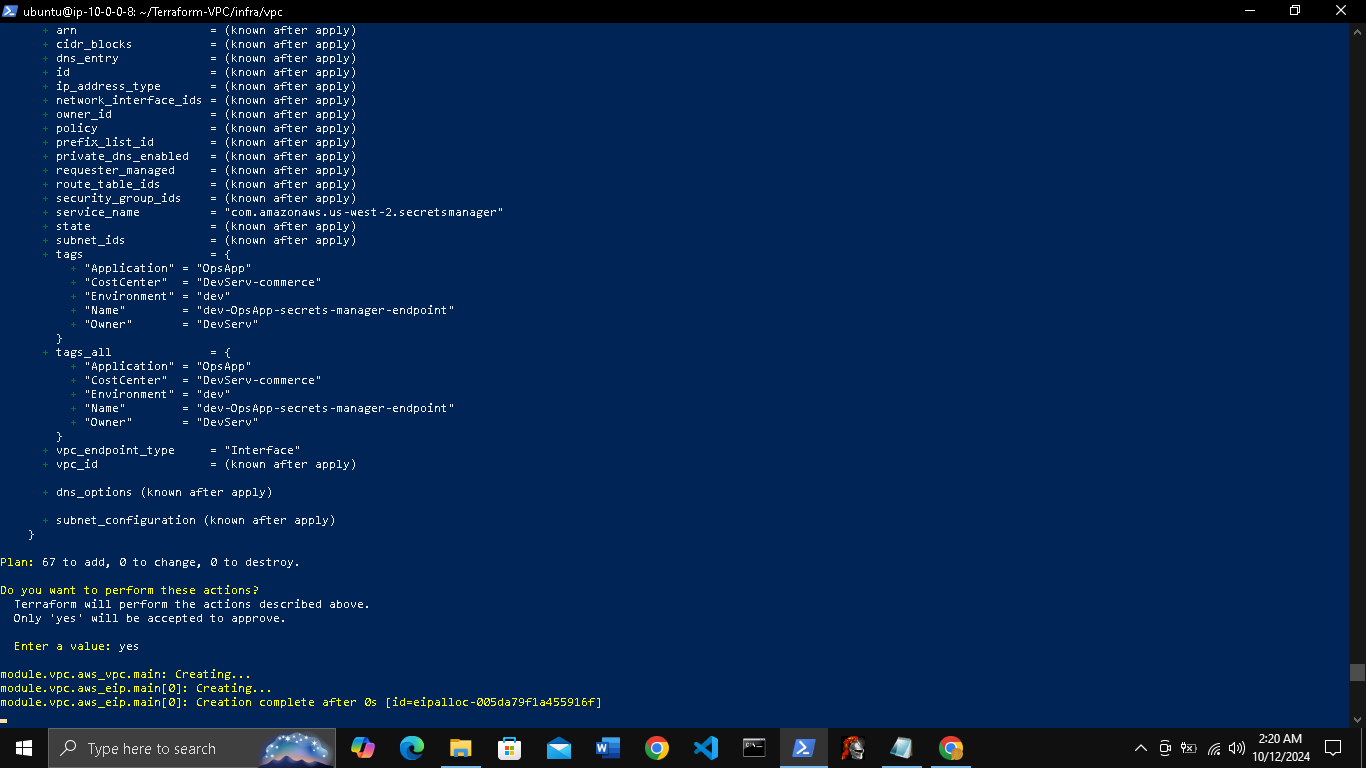 ubuntu@ip-10-0-0-8: ~/Terraform-VPC/infra/vpc
+ arn = (known after apply)
+ cidr_blocks = (known after apply)
+ dns_entry = (known after apply)
+ id = (known after apply)
+ ip_address_type = (known after apply)
+ network_interface_ids = (known after apply)
+ owner_id = (known after apply)
+ policy = (known after apply)
+ prefix_list_id = (known after apply)
+ private_dns_enabled = (known after apply)
+ requester_managed = (known after apply)
+ route_table_ids = (known after apply)
+ security_group_ids = (known after apply)
+ service_name = "com.amazonaws.us-west-2.secretsmanager"
+ state = (known after apply)
+ subnet_ids = (known after apply)
+ tags = {
+ "Application" = "OpsApp"
+ "CostCenter" = "DevServ-commerce"
+ "Environment" = "dev"
+ "Name" = "dev-OpsApp-secrets-manager-endpoint"
+ "Owner" = "DevServ"
}
+ tags_all = {
+ "Application" = "OpsApp"
+ "CostCenter" = "DevServ-commerce"
+ "Environment" = "dev"
+ "Name" = "dev-OpsApp-secrets-manager-endpoint"
+ "Owner" = "DevServ"
}
+ vpc_endpoint_type = "Interface"
+ vpc_id = (known after apply)
+ dns_options (known after apply)
+ subnet_configuration (known after apply)
}
Plan: 67 to add, 0 to change, 0 to destroy.
Do you want to perform these actions?
Terraform will perform the actions described above.
Only 'yes' will be accepted to approve.
Enter a value: yes
module.vpc.aws_vpc.main: Creating...
module.vpc.aws_eip.main[0]: Creating...
module.vpc.aws_eip.main[0]: Creation complete after 0s [id=eipalloc-005da79f1a455916f]
Type here to search
2:20 AM
10/12/2024